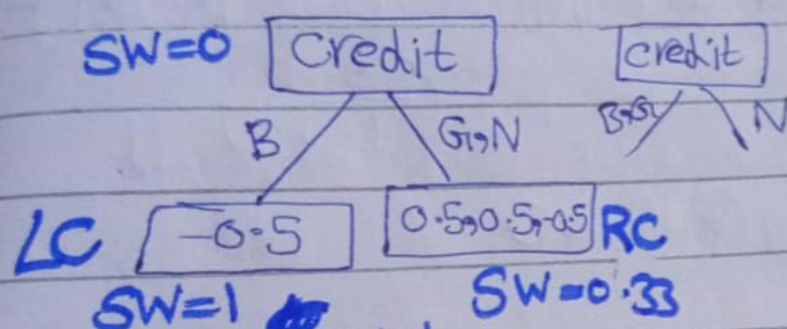 SW=0 Credit credit
B G,N B,G N
LC -0.5 0.5,0.5,-0.5 RC
SW=1 SW=0.33